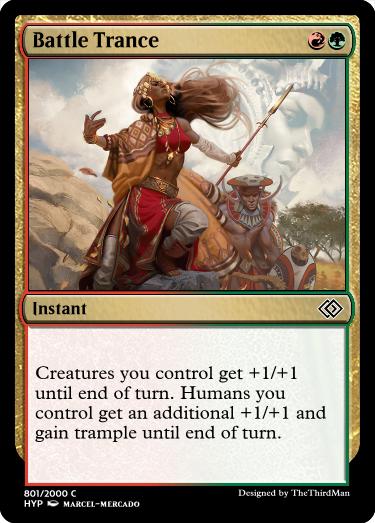 Battle Trance
Instant
Creatures you control get +1/+1
until end of turn. Humans you
control get an additional +1/+1 and
gain trample until end of turn.
801/2000 C
HYP MARCEL-MERCADO
Designed by TheThirdMan